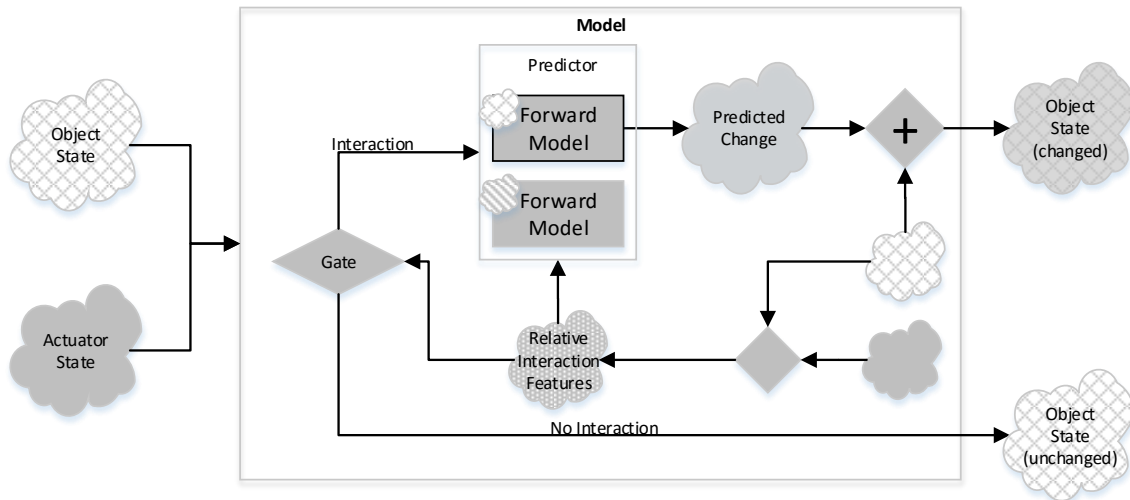 Model
Predictor
Object
State
Forward
Model
Predicted
Change
+
Object
State
(changed)
Interaction
Forward
Model
Gate
Actuator
State
Relative
Interaction
Features
No Interaction
Object
State
(unchanged)